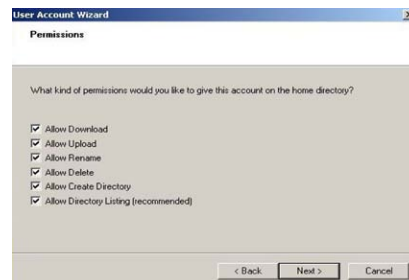 User Account Wizard
Permissions
What kind of permissions would you like to give this account on the home directory?
Allow Download
Allow Upload
Allow Rename
Allow Delete
Allow Create Directory
Allow Directory Listing (recommended)
< Back Next > Cancel